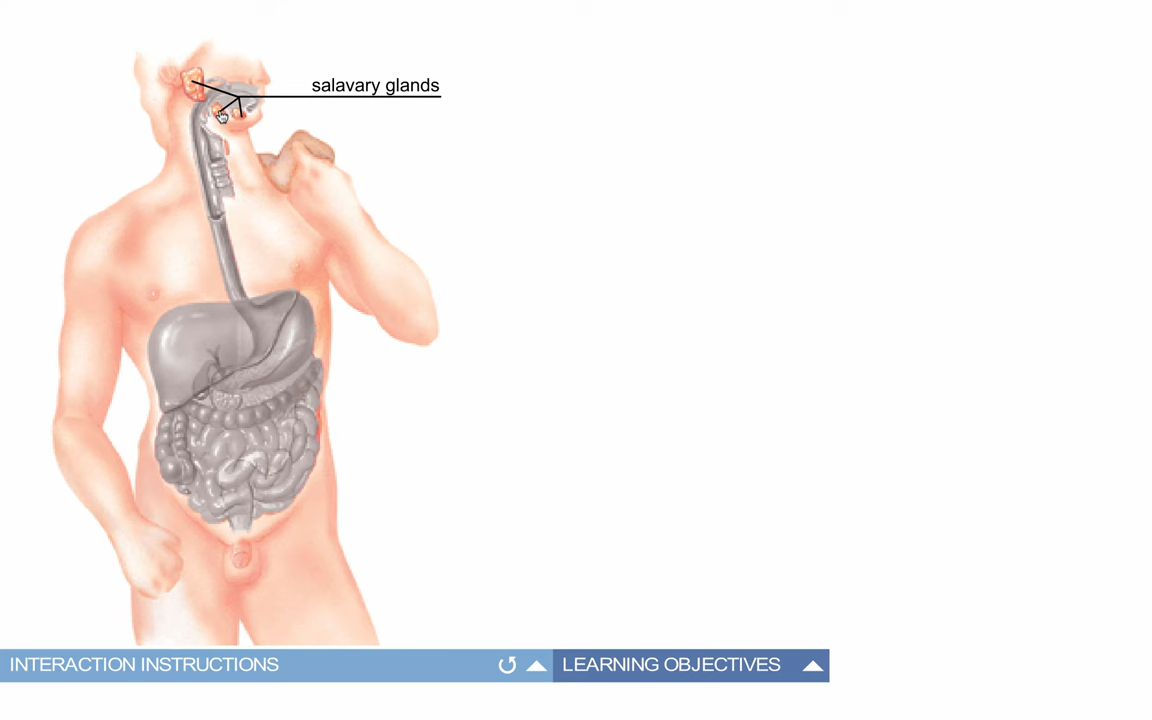 salavary glands
INTERACTION INSTRUCTIONS
LEARNING OBJECTIVES